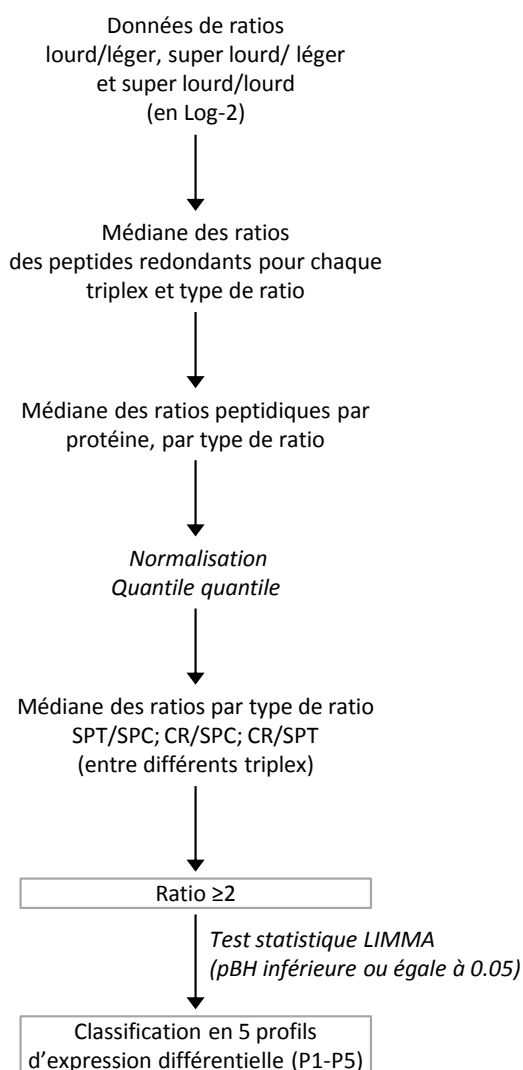 Données de ratios
lourd/léger, super lourd/ léger
et super lourd/lourd
(en Log-2)
Médiane des ratios
des peptides redondants pour chaque
triplex et type de ratio
Médiane des ratios peptidiques par
protéine, par type de ratio
Normalisation
Quantile quantile
Médiane des ratios par type de ratio
SPT/SPC; CR/SPC; CR/SPT
(entre différents triplex)
Ratio ≥2
Test statistique LIMMA
(pBH inférieure ou égale à 0.05)
Classification en 5 profils
d’expression différentielle (P1-P5)